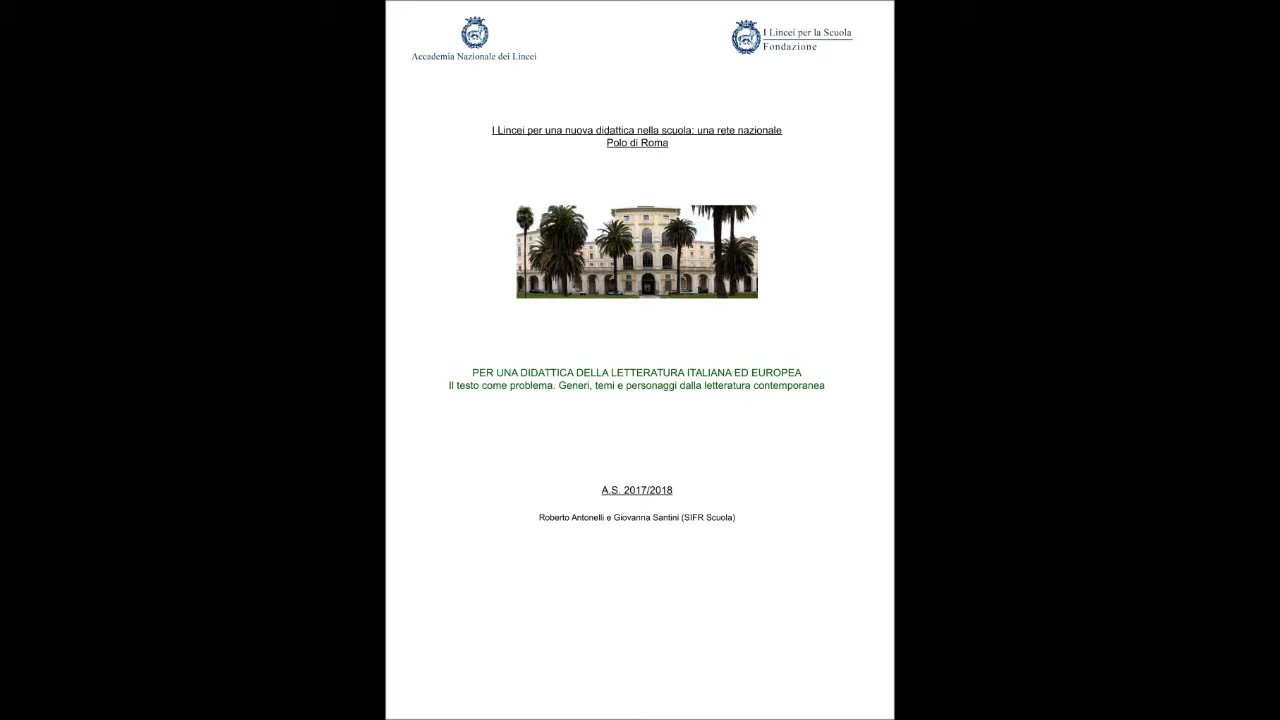 Accademia Nazionale dei Lincei
I Lincei per la Scuola
Fondazione
I Lincei per una nuova didattica nella scuola: una rete nazionale
Polo di Roma
PER UNA DIDATTICA DELLA LETTERATURA ITALIANA ED EUROPEA
Il testo come problema. Generi, temi e personaggi dalla letteratura contemporanea
A.S. 2017/2018
Roberto Antonelli e Giovanna Santini (SIFR Scuola)